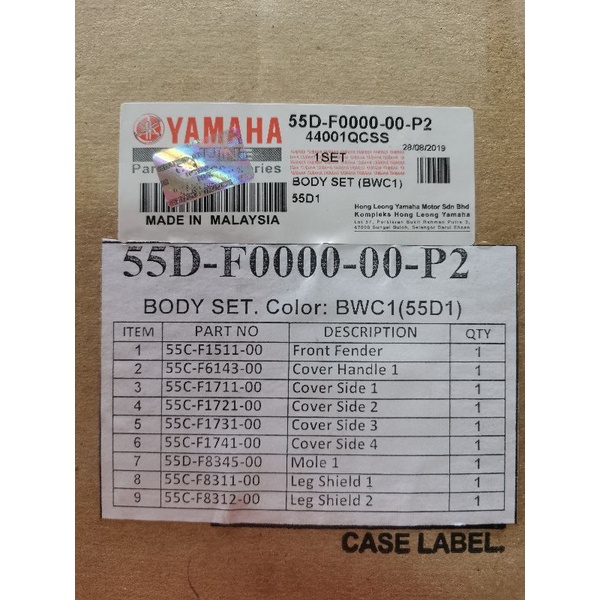 YAMAHA
55D-F0000-00-P2
44001QCSS
28/08/2019
1SET
BODY SET (BWC1)
55D1
MADE IN MALAYSIA
Hong Leong Yamaha Motor Sdn Bhd
Kompleks Hong Leong Yamaha
55D-F0000-00-P2
BODY SET. Color: BWC1(55D1)
ITEM PART NO DESCRIPTION QTY
1 55C-F1511-00 Front Fender 1
2 55C-F6143-00 Cover Handle 1 1
3 55C-F1711-00 Cover Side 1 1
4 55C-F1721-00 Cover Side 2 1
5 55C-F1731-00 Cover Side 3 1
6 55C-F1741-00 Cover Side 4 1
7 55D-F8345-00 Mole 1 1
8 55C-F8311-00 Leg Shield 1 1
9 55C-F8312-00 Leg Shield 2 1
CASE LABEL.